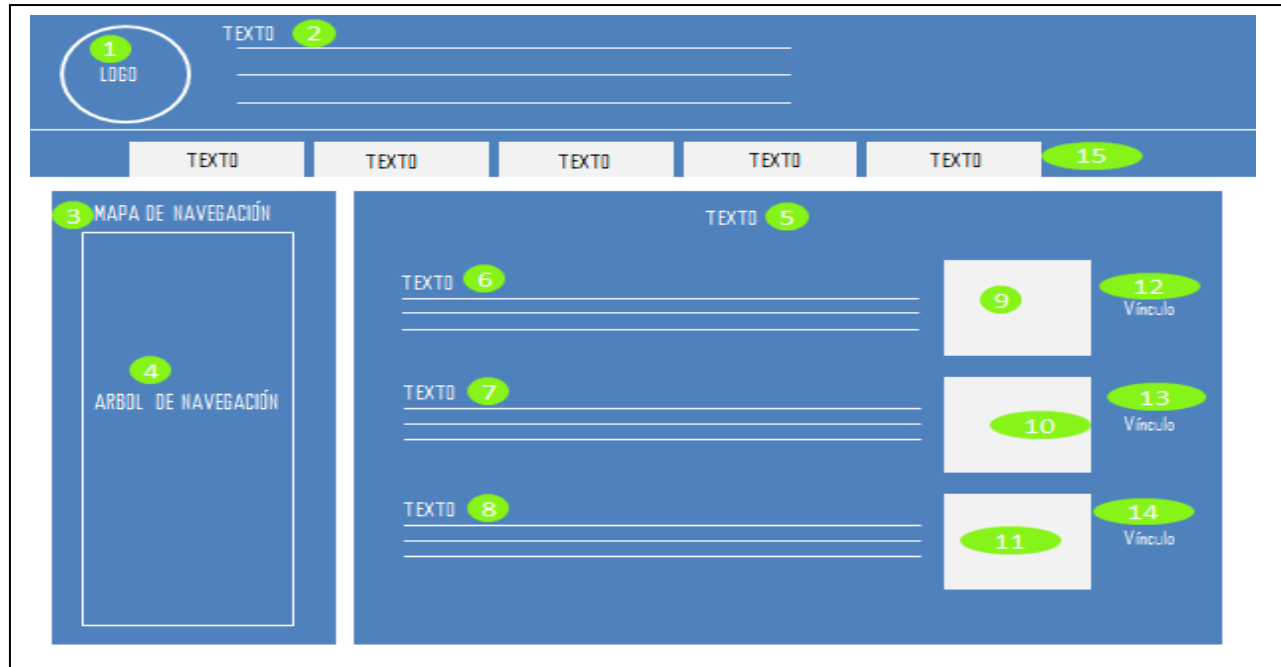 TEXTO 2
1
LOGO
TEXTO TEXTO TEXTO TEXTO TEXTO 15
3 MAPA DE NAVEGACIÓN
4
ARBOL DE NAVEGACIÓN
TEXTO 5
TEXTO 6
9
12
Vínculo
TEXTO 7
10
13
Vínculo
TEXTO 8
11
14
Vínculo